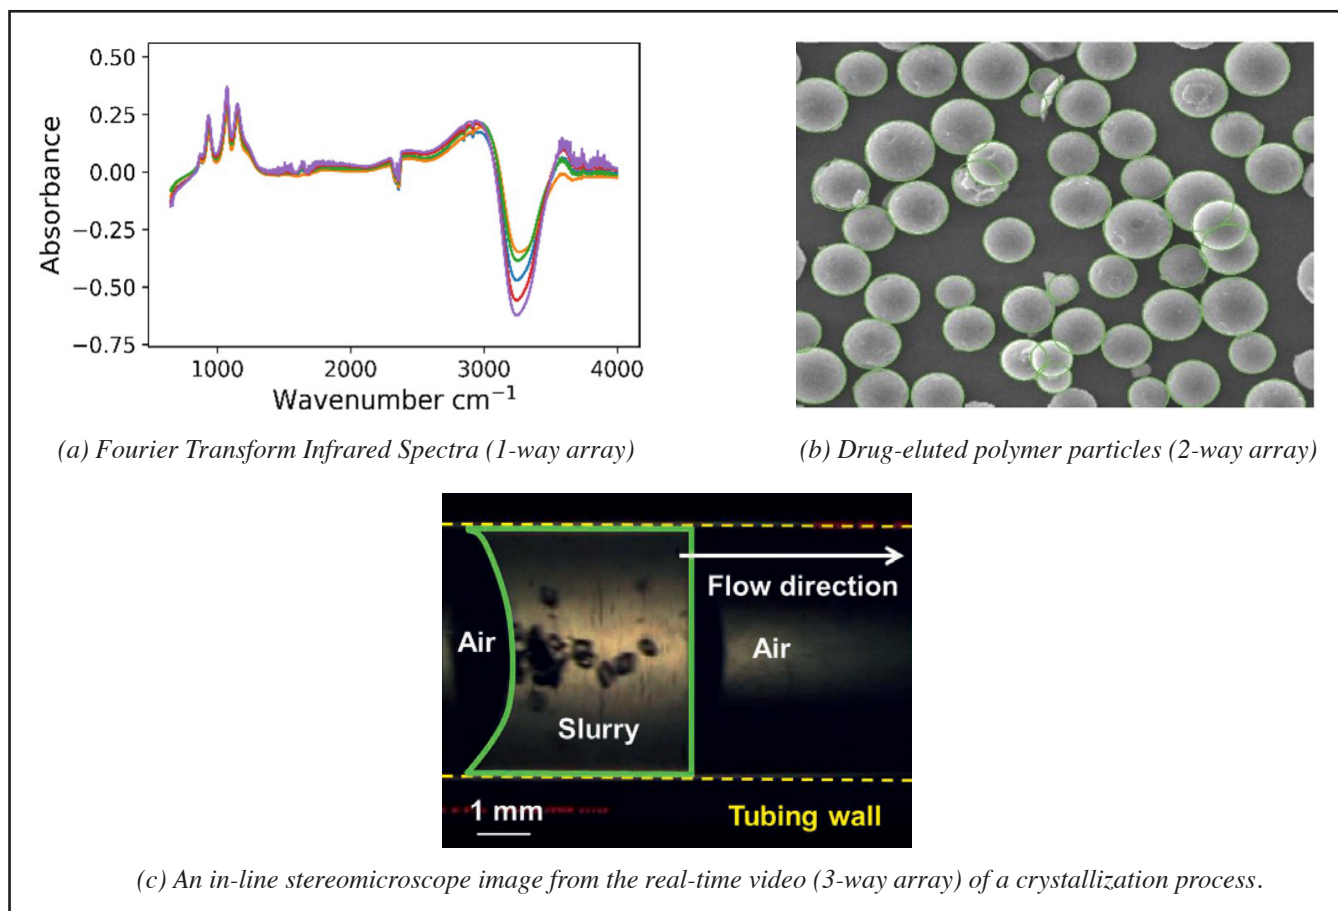 0.50
0.25
0.00
−0.25
−0.50
−0.75
Absorbance
1000 2000 3000 4000
Wavenumber cm⁻¹
(a) Fourier Transform Infrared Spectra (1-way array)
(b) Drug-eluted polymer particles (2-way array)
Flow direction
Air
Air
Slurry
1 mm
Tubing wall
(c) An in-line stereomicroscope image from the real-time video (3-way array) of a crystallization process.